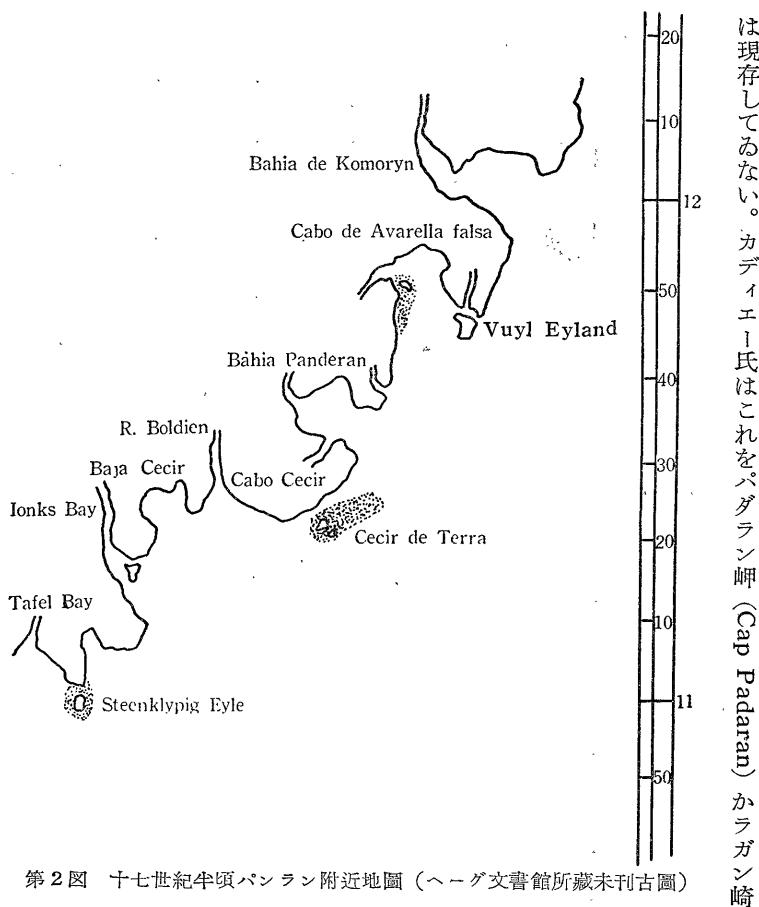 は現存してゐない。カディエー氏はこれをパダラン岬 (Cap Padaran) かラガン崎
20
10
Bahia de Komoryn
12
Cabo de Avarella falsa
50
Vuyl Eyland
Bahia Panderan
40
R. Boldien
30
Baja Cecir
Cabo Cecir
Ionks Bay
Cecir de Terra
20
Tafel Bay
10
Steenklypig Eyle
11
50
第2図 十七世紀半頃パンラン附近地圖（ヘーグ文書館所藏未刊古圖）